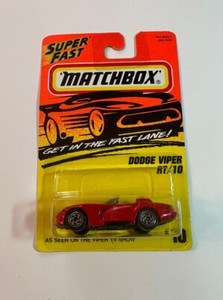 SUPER
FAST
MATCHBOX
GET IN THE FAST LANE!
DODGE VIPER
RT/10
AS SEEN ON THE VIPER TV SHOW